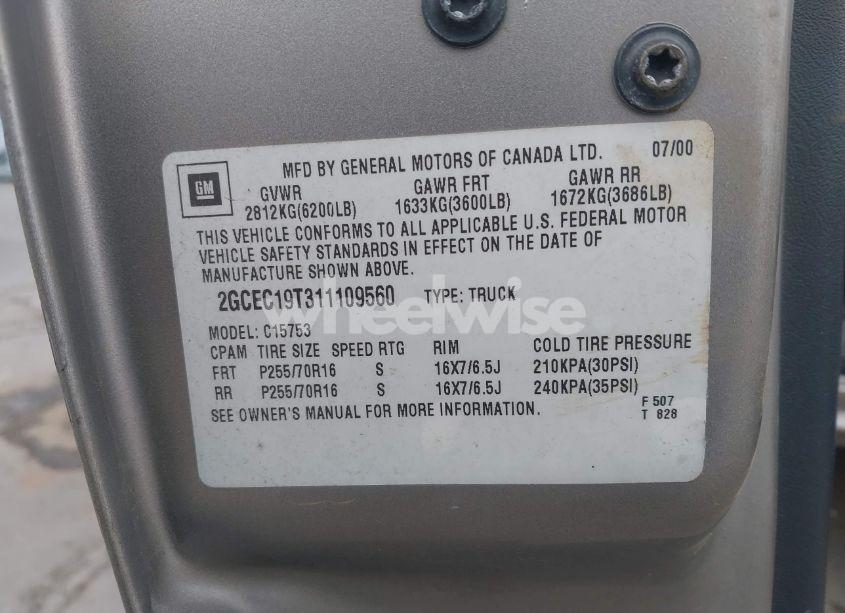 MFD BY GENERAL MOTORS OF CANADA LTD. 07/00
GM
GVWR GAWR FRT GAWR RR
2812KG(6200LB) 1633KG(3600LB) 1672KG(3686LB)
THIS VEHICLE CONFORMS TO ALL APPLICABLE U.S. FEDERAL MOTOR
VEHICLE SAFETY STANDARDS IN EFFECT ON THE DATE OF
MANUFACTURE SHOWN ABOVE.
2GCEC19T311109560 TYPE: TRUCK
wheelwise
MODEL: C15753
CPAM TIRE SIZE SPEED RTG RIM COLD TIRE PRESSURE
FRT P255/70R16 S 16X7/6.5J 210KPA(30PSI)
RR P255/70R16 S 16X7/6.5J 240KPA(35PSI)
SEE OWNER'S MANUAL FOR MORE INFORMATION.
F 507
T 828